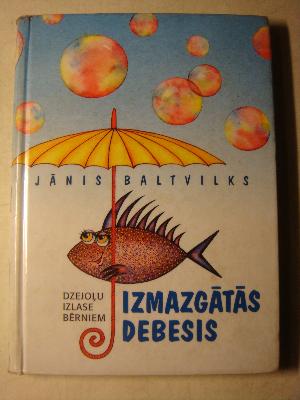 JĀNIS BALTVILKS
DZEJOĻU
IZLASE
BĒRNIEM
IZMAZGĀTĀS
DEBESIS